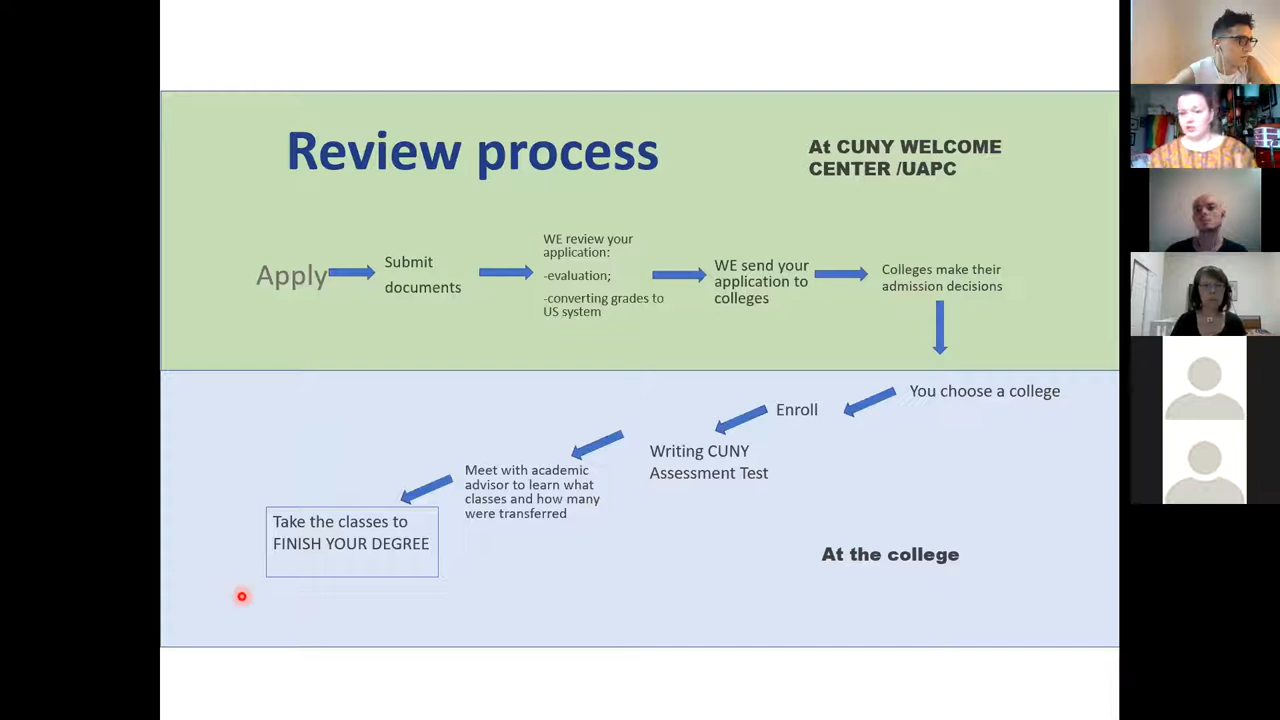 Review process
At CUNY WELCOME
CENTER /UAPC
Apply
Submit
documents
WE review your
application:
-evaluation;
-converting grades to
US system
WE send your
application to
colleges
Colleges make their
admission decisions
You choose a college
Enroll
Writing CUNY
Assessment Test
Meet with academic
advisor to learn what
classes and how many
were transferred
Take the classes to
FINISH YOUR DEGREE
At the college